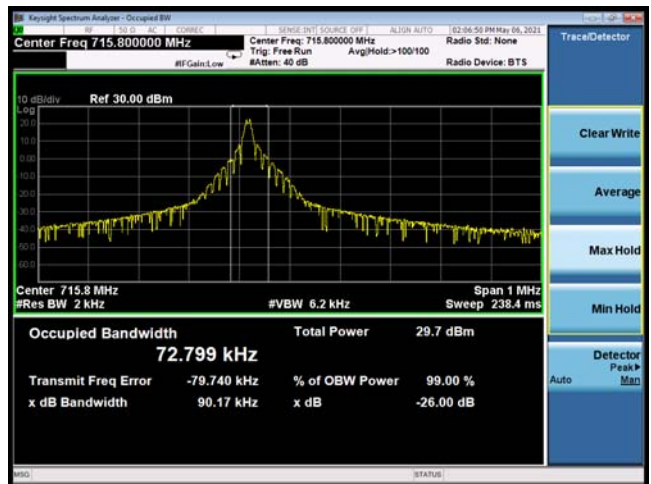 Keysight Spectrum Analyzer - Occupied BW
RF 50 Ω AC CORREC SENSE:INT SOURCE OFF ALIGN AUTO 02:06:50 PM May 06, 2021
Center Freq 715.800000 MHz Center Freq: 715.800000 MHz Radio Std: None Trace/Detector
Trig: Free Run Avg|Hold:>100/100
#IFGain:Low #Atten: 40 dB Radio Device: BTS
10 dB/div Ref 30.00 dBm
Log
20.0
10.0
0.00
10.0
20.0
30.0
40.0
50.0
60.0
Center 715.8 MHz Span 1 MHz
#Res BW 2 kHz #VBW 6.2 kHz Sweep 238.4 ms
Occupied Bandwidth Total Power 29.7 dBm
72.799 kHz
Transmit Freq Error -79.740 kHz % of OBW Power 99.00 %
x dB Bandwidth 90.17 kHz x dB -26.00 dB
Clear Write
Average
Max Hold
Min Hold
Detector
Peak▶
Auto Man
MSG STATUS